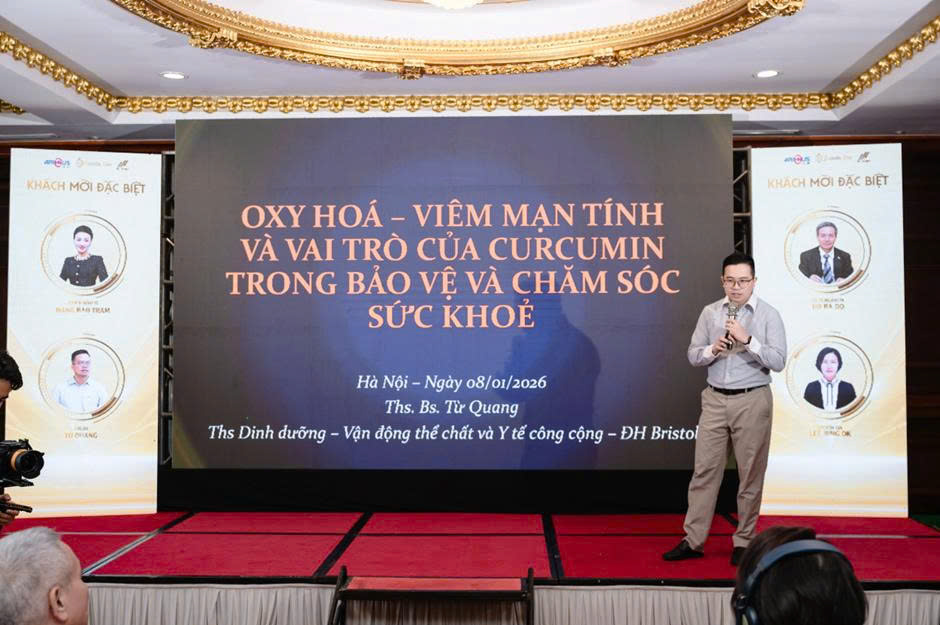 KHÁCH MỜI ĐẶC BIỆT
TỪ QUANG
OXY HOÁ – VIÊM MẠN TÍNH
VÀ VAI TRÒ CỦA CURCUMIN
TRONG BẢO VỆ VÀ CHĂM SÓC
SỨC KHOẺ
Hà Nội – Ngày 08/01/2026
Ths. Bs. Từ Quang
Ths Dinh dưỡng – Vận động thể chất và Y tế công cộng – ĐH Bristol
KHÁCH MỜI ĐẶC BIỆT